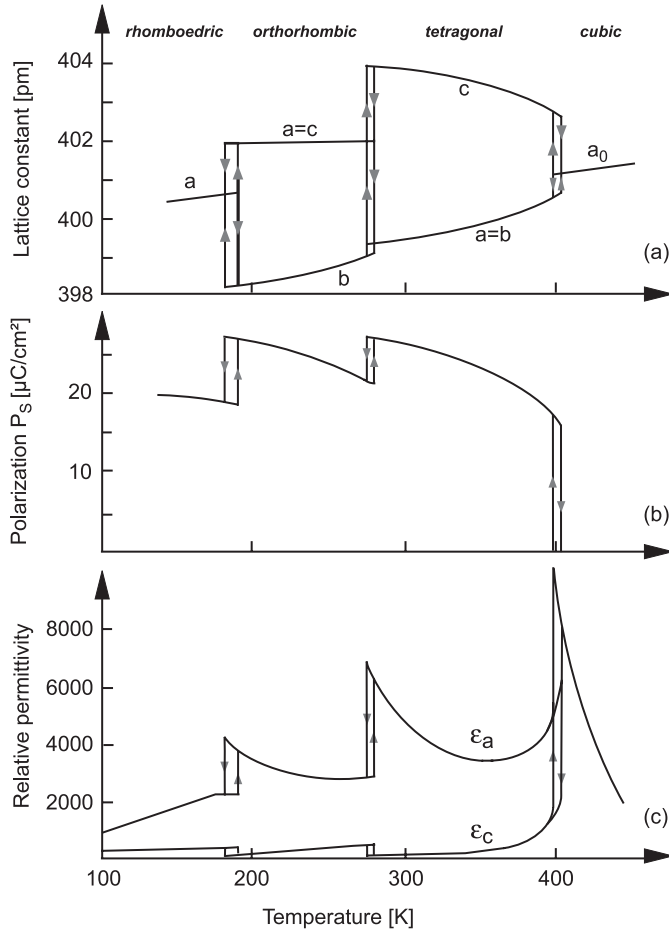 rhomboedric orthorhombic tetragonal cubic
Lattice constant [pm]
404
402
400
398
a
a=c
b
c
a=b
a0
(a)
Polarization PS [µC/cm²]
20
10
(b)
Relative permittivity
8000
6000
4000
2000
εa
εc
(c)
100 200 300 400
Temperature [K]